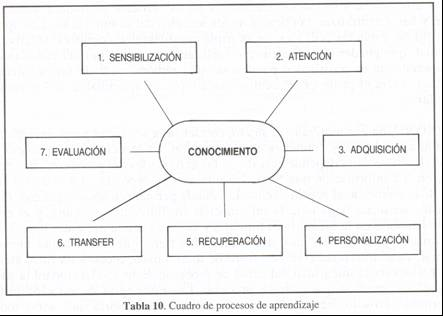 1. SENSIBILIZACIÓN
2. ATENCIÓN
7. EVALUACIÓN
CONOCIMIENTO
3. ADQUISICIÓN
6. TRANSFER
5. RECUPERACIÓN
4. PERSONALIZACIÓN
Tabla 10. Cuadro de procesos de aprendizaje